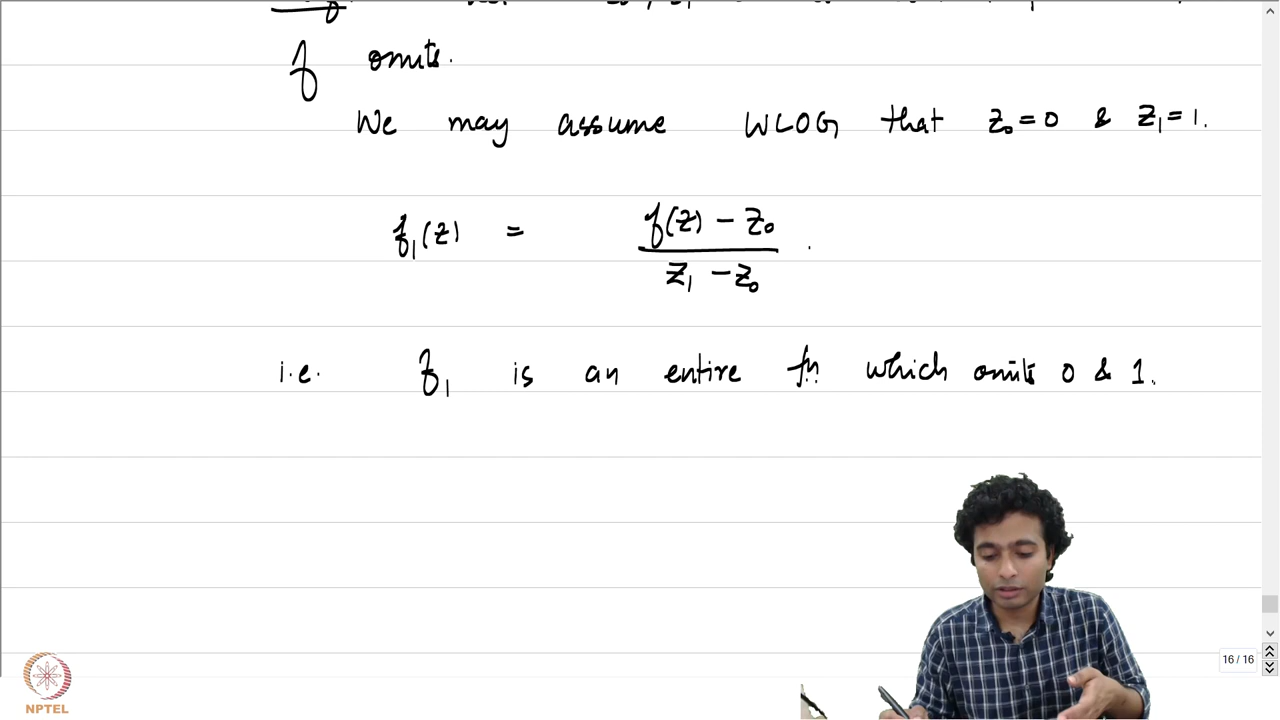 f omits.
We may assume WLOG that z₀ = 0 & z₁ = 1.
f₁(z) = (f(z) − z₀) / (z₁ − z₀) .
i.e. f₁ is an entire fn. which omits 0 & 1.
16 / 16
NPTEL